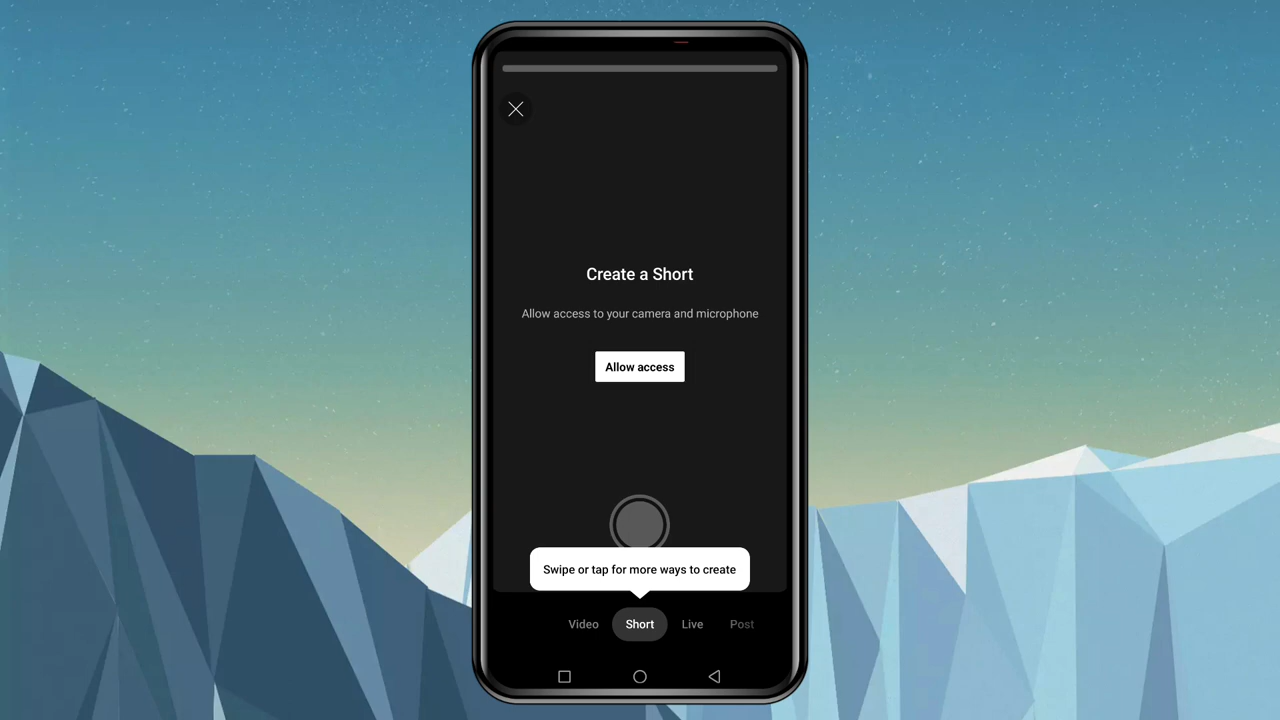 Create a Short
Allow access to your camera and microphone
Allow access
Swipe or tap for more ways to create
Video Short Live Post